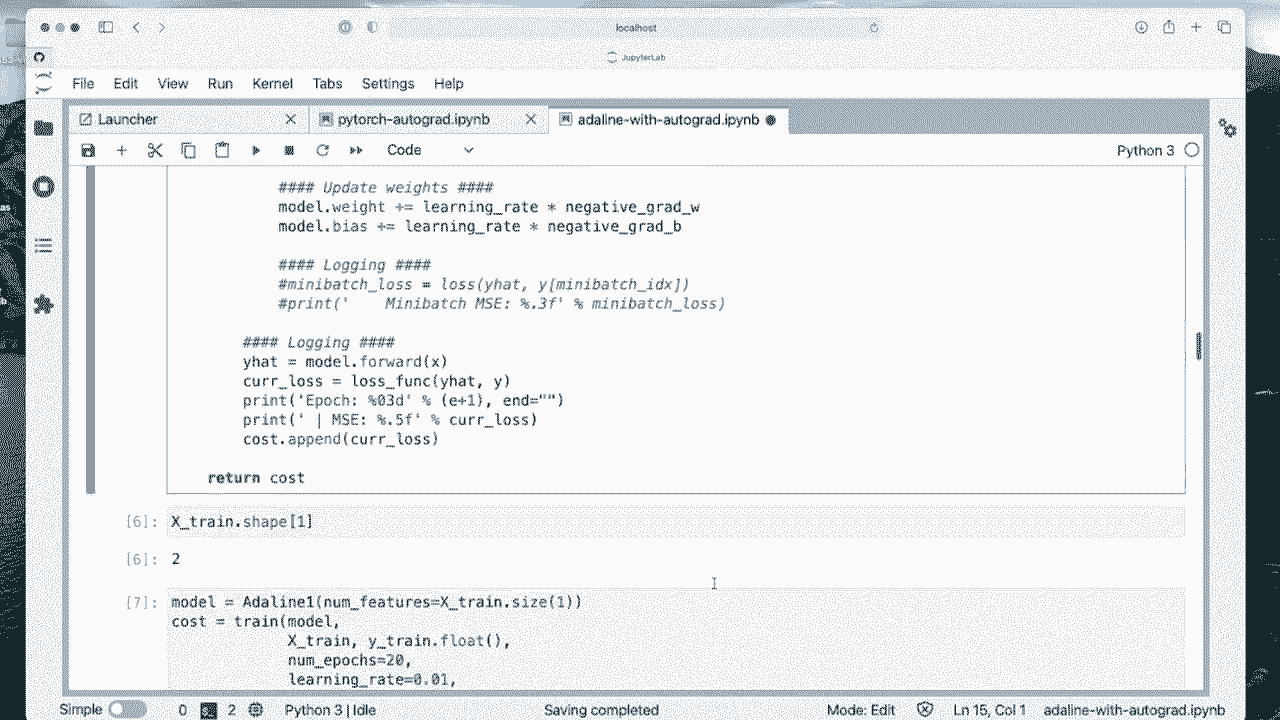 localhost
JupyterLab
File Edit View Run Kernel Tabs Settings Help
Launcher pytorch-autograd.ipynb adaline-with-autograd.ipynb
Code Python 3
#### Update weights ####
model.weight += learning_rate * negative_grad_w
model.bias += learning_rate * negative_grad_b
#### Logging ####
#minibatch_loss = loss(yhat, y[minibatch_idx])
#print('    Minibatch MSE: %.3f' % minibatch_loss)
#### Logging ####
yhat = model.forward(x)
curr_loss = loss_func(yhat, y)
print('Epoch: %03d' % (e+1), end="")
print(' | MSE: %.5f' % curr_loss)
cost.append(curr_loss)
return cost
[6]: X_train.shape[1]
[6]: 2
[7]: model = Adaline1(num_features=X_train.size(1))
cost = train(model,
X_train, y_train.float(),
num_epochs=20,
learning_rate=0.01,
Simple 0 2 Python 3 | Idle Saving completed Mode: Edit Ln 15, Col 1 adaline-with-autograd.ipynb